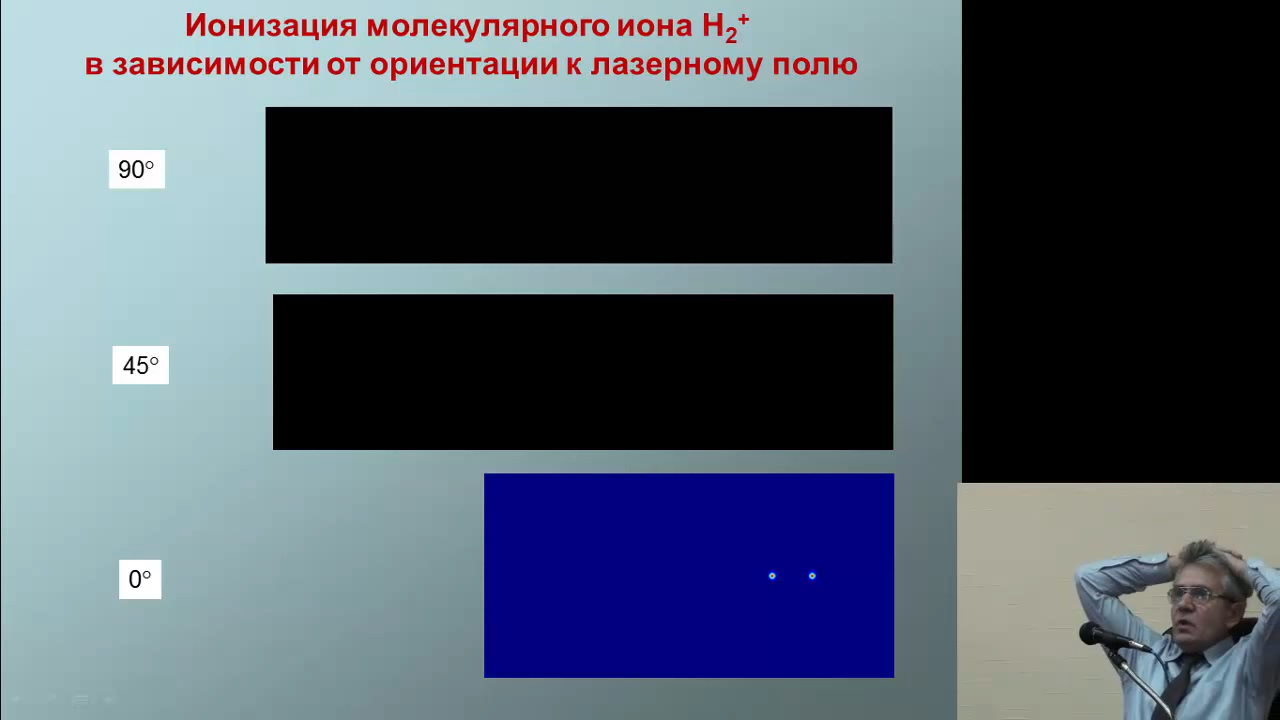 Ионизация молекулярного иона H₂⁺
в зависимости от ориентации к лазерному полю
90°
45°
0°